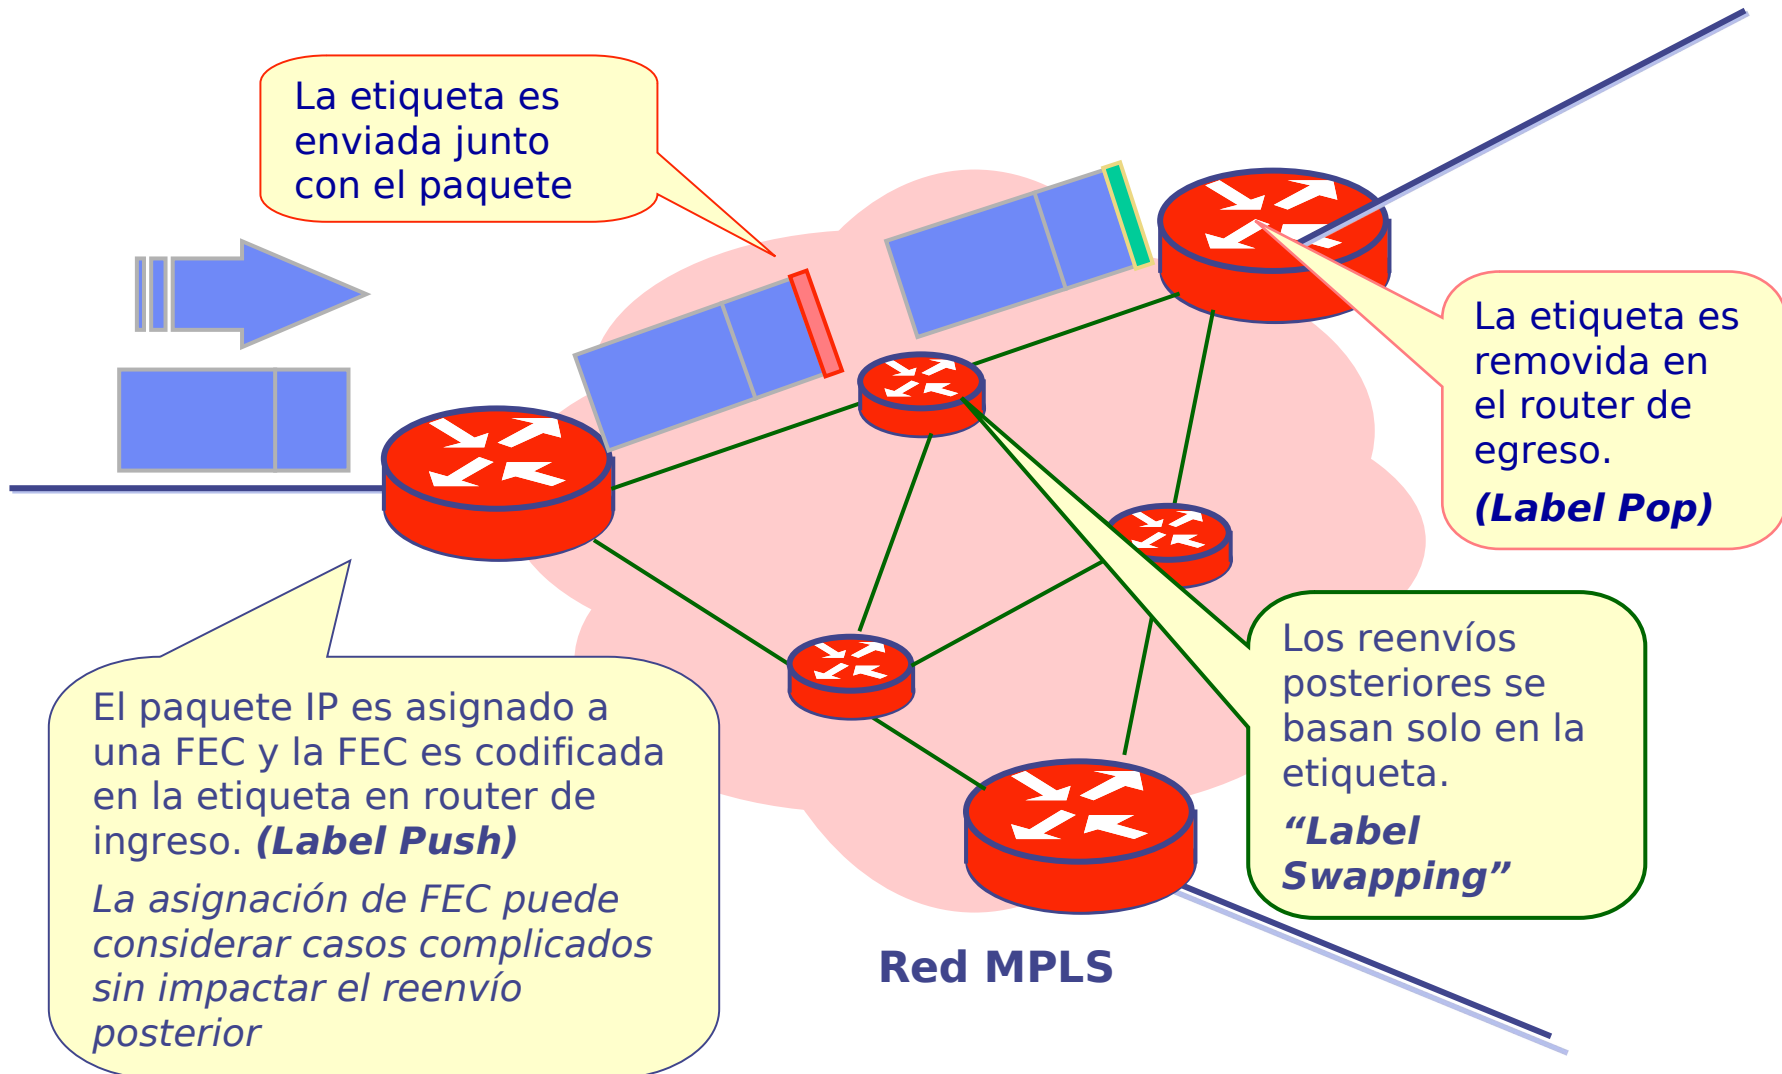 La etiqueta es
enviada junto
con el paquete
La etiqueta es
removida en
el router de
egreso.
(Label Pop)
Los reenvíos
posteriores se
basan solo en la
etiqueta.
“Label
Swapping”
El paquete IP es asignado a
una FEC y la FEC es codificada
en la etiqueta en router de
ingreso. (Label Push)
La asignación de FEC puede
considerar casos complicados
sin impactar el reenvío
posterior
Red MPLS